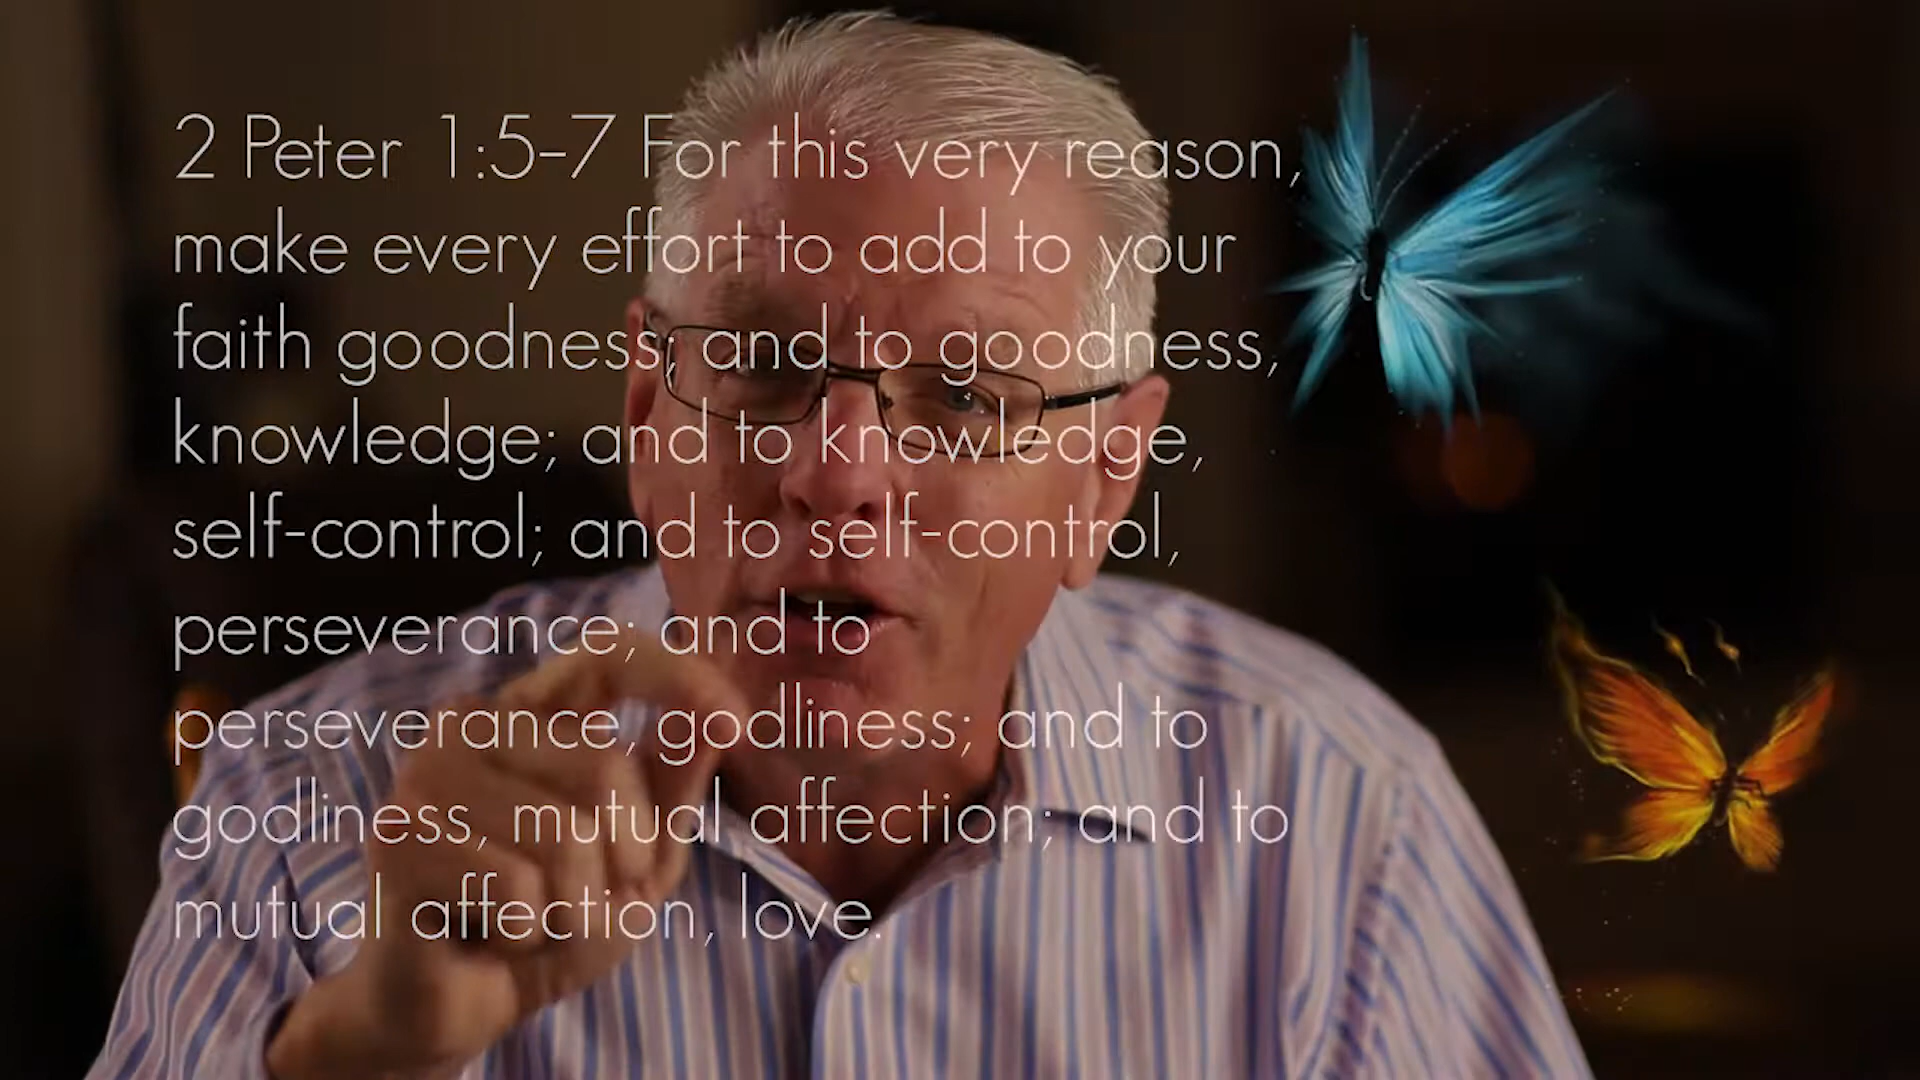 2 Peter 1:5-7 For this very reason,
make every effort to add to your
faith goodness; and to goodness,
knowledge; and to knowledge,
self-control; and to self-control,
perseverance; and to
perseverance, godliness; and to
godliness, mutual affection; and to
mutual affection, love.